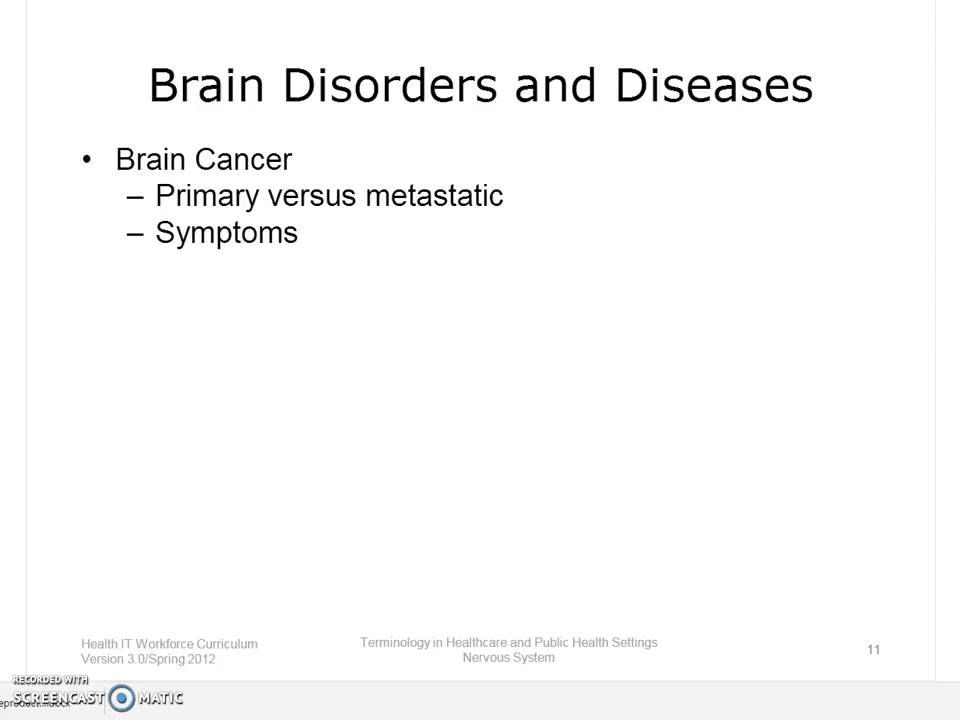 Brain Disorders and Diseases
• Brain Cancer
– Primary versus metastatic
– Symptoms
Health IT Workforce Curriculum
Version 3.0/Spring 2012
Terminology in Healthcare and Public Health Settings
Nervous System
11
RECORDED WITH
SCREENCAST MATIC